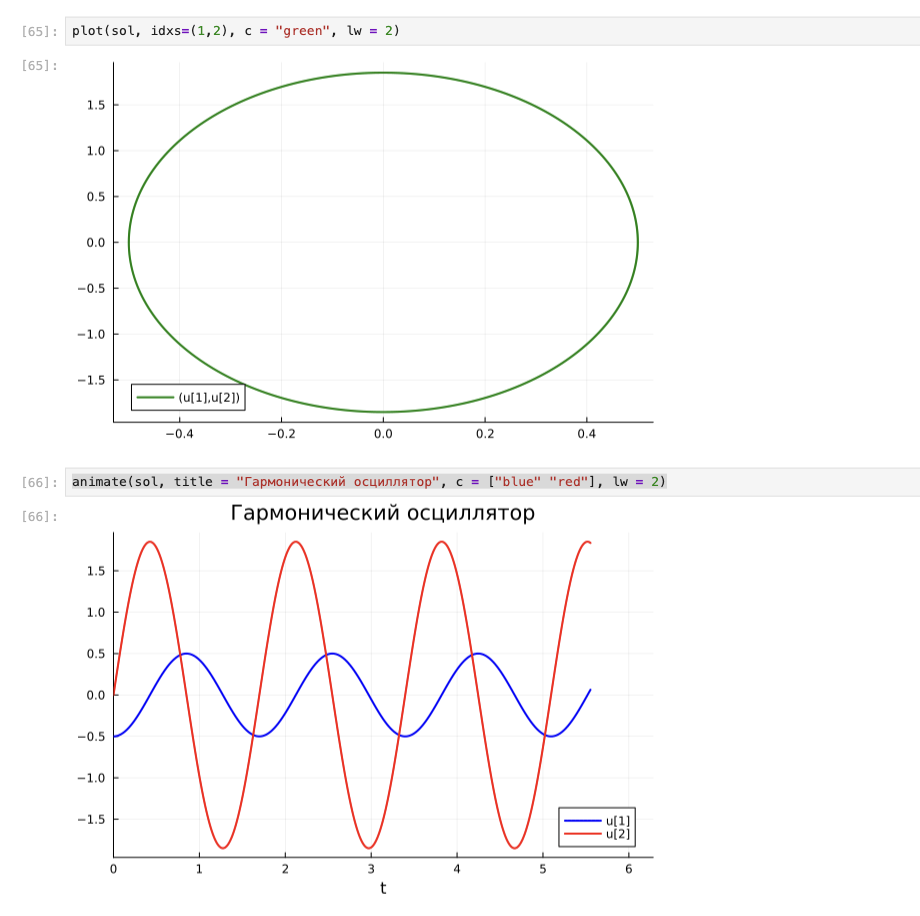 [65]: plot(sol, idxs=(1,2), c = "green", lw = 2)
[65]:
1.5
1.0
0.5
0.0
−0.5
−1.0
−1.5
(u[1],u[2])
−0.4 −0.2 0.0 0.2 0.4
[66]: animate(sol, title = "Гармонический осциллятор", c = ["blue" "red"], lw = 2)
[66]:
Гармонический осциллятор
1.5
1.0
0.5
0.0
−0.5
−1.0
−1.5
u[1]
u[2]
0 1 2 3 4 5 6
t